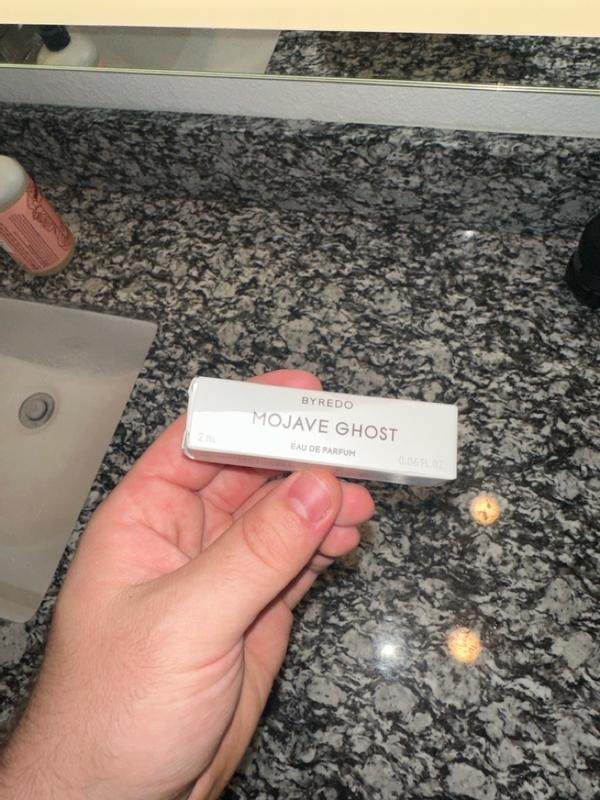 BYREDO
MOJAVE GHOST
2 ML
EAU DE PARFUM
0.06 FL.OZ.